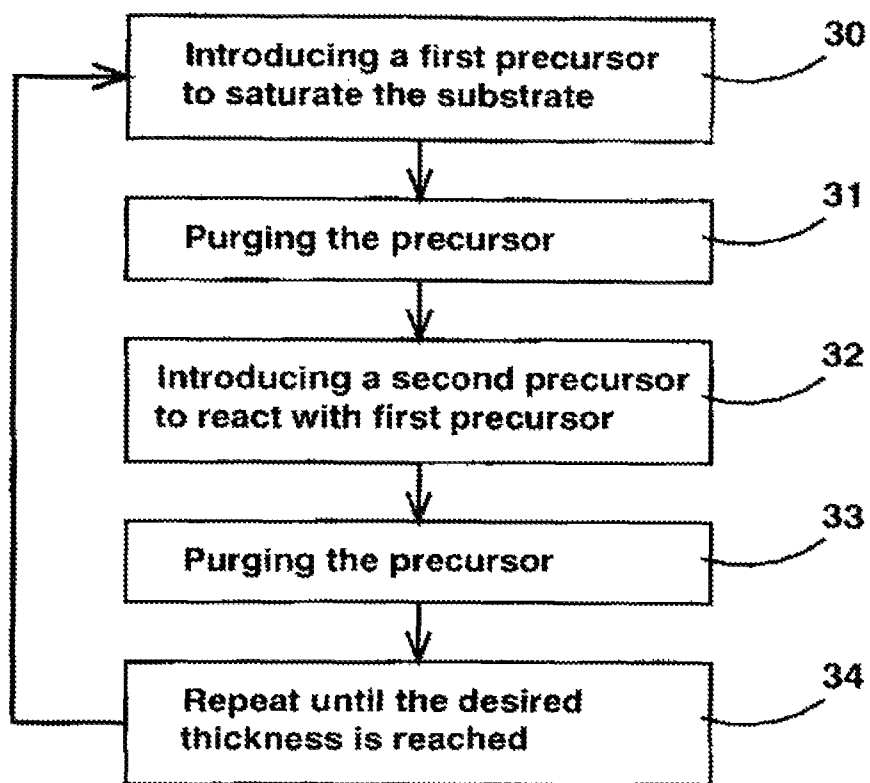 30
Introducing a first precursor
to saturate the substrate
31
Purging the precursor
32
Introducing a second precursor
to react with first precursor
33
Purging the precursor
34
Repeat until the desired
thickness is reached